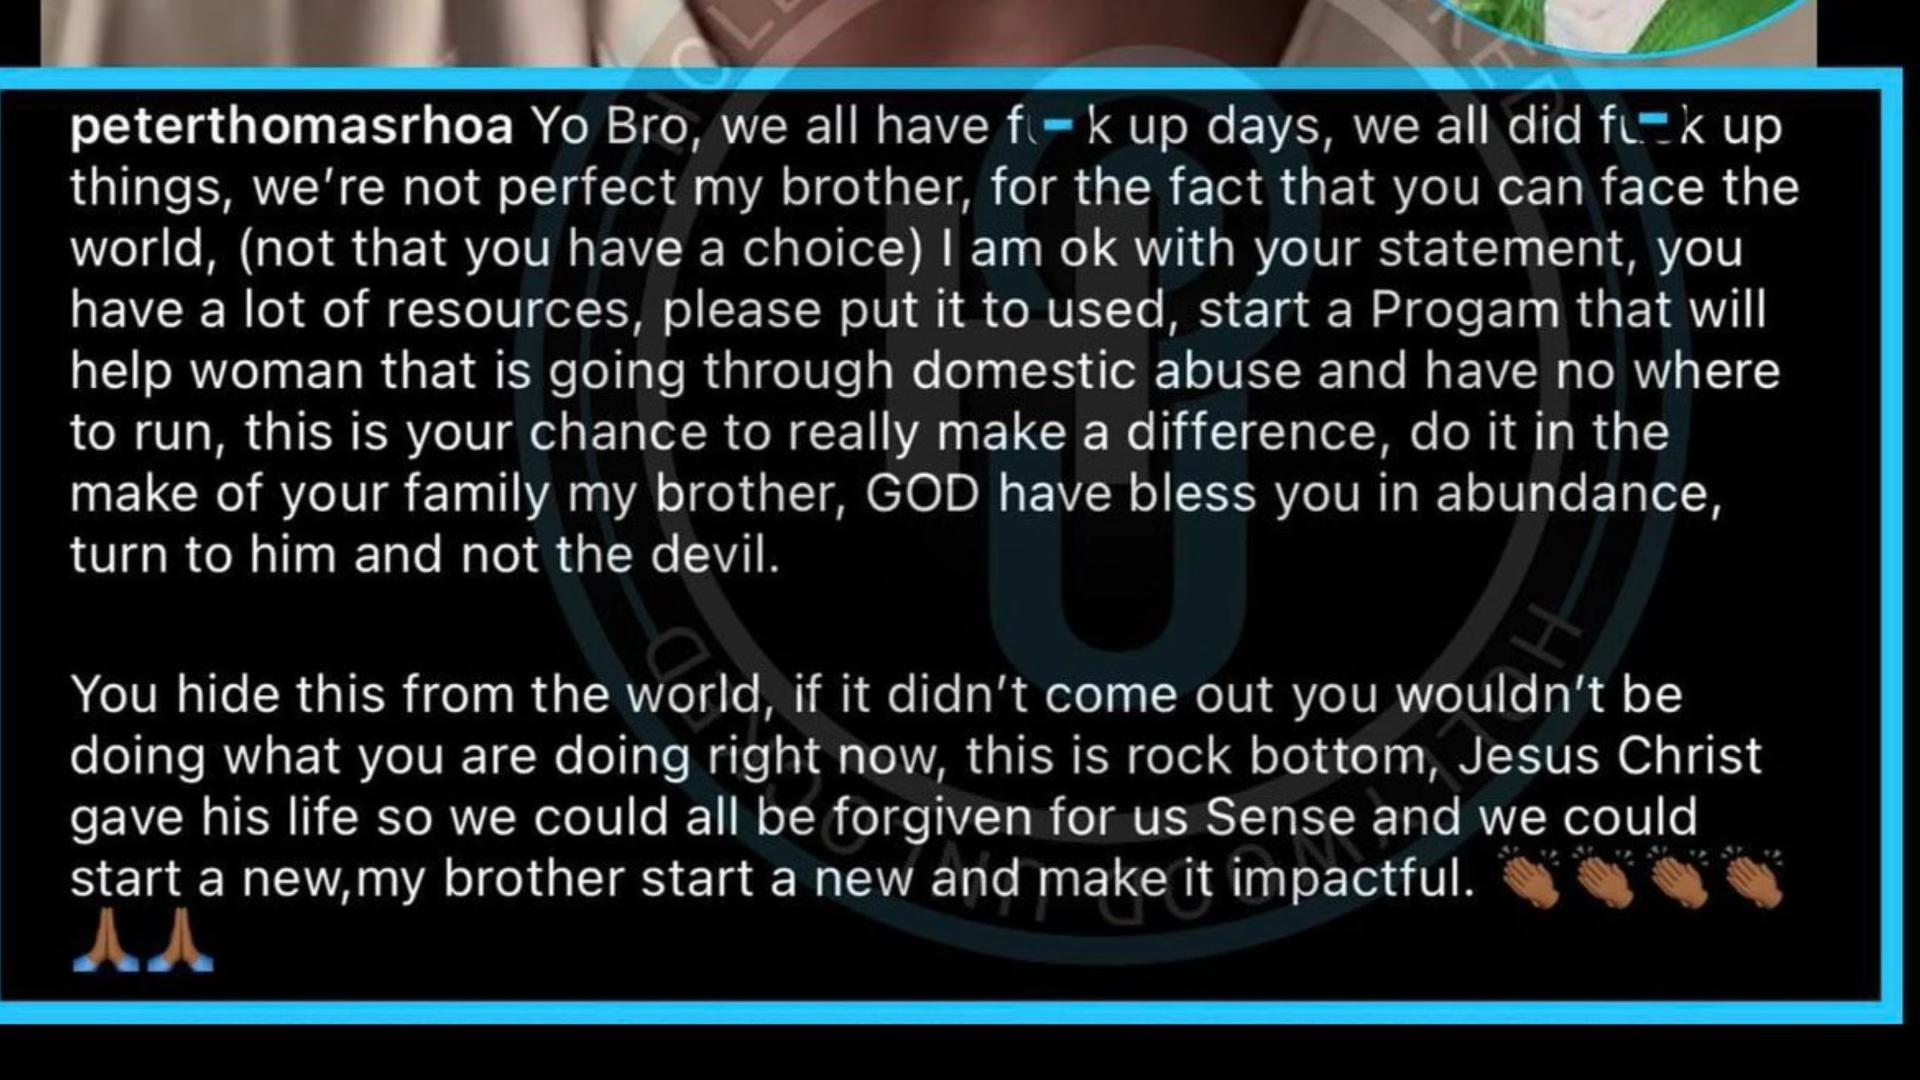 peterthomasrhoa Yo Bro, we all have f-k up days, we all did fu-k up
things, we’re not perfect my brother, for the fact that you can face the
world, (not that you have a choice) I am ok with your statement, you
have a lot of resources, please put it to used, start a Progam that will
help woman that is going through domestic abuse and have no where
to run, this is your chance to really make a difference, do it in the
make of your family my brother, GOD have bless you in abundance,
turn to him and not the devil.
You hide this from the world, if it didn’t come out you wouldn’t be
doing what you are doing right now, this is rock bottom, Jesus Christ
gave his life so we could all be forgiven for us Sense and we could
start a new,my brother start a new and make it impactful. 👏🏾👏🏾👏🏾👏🏾
🙏🏾🙏🏾